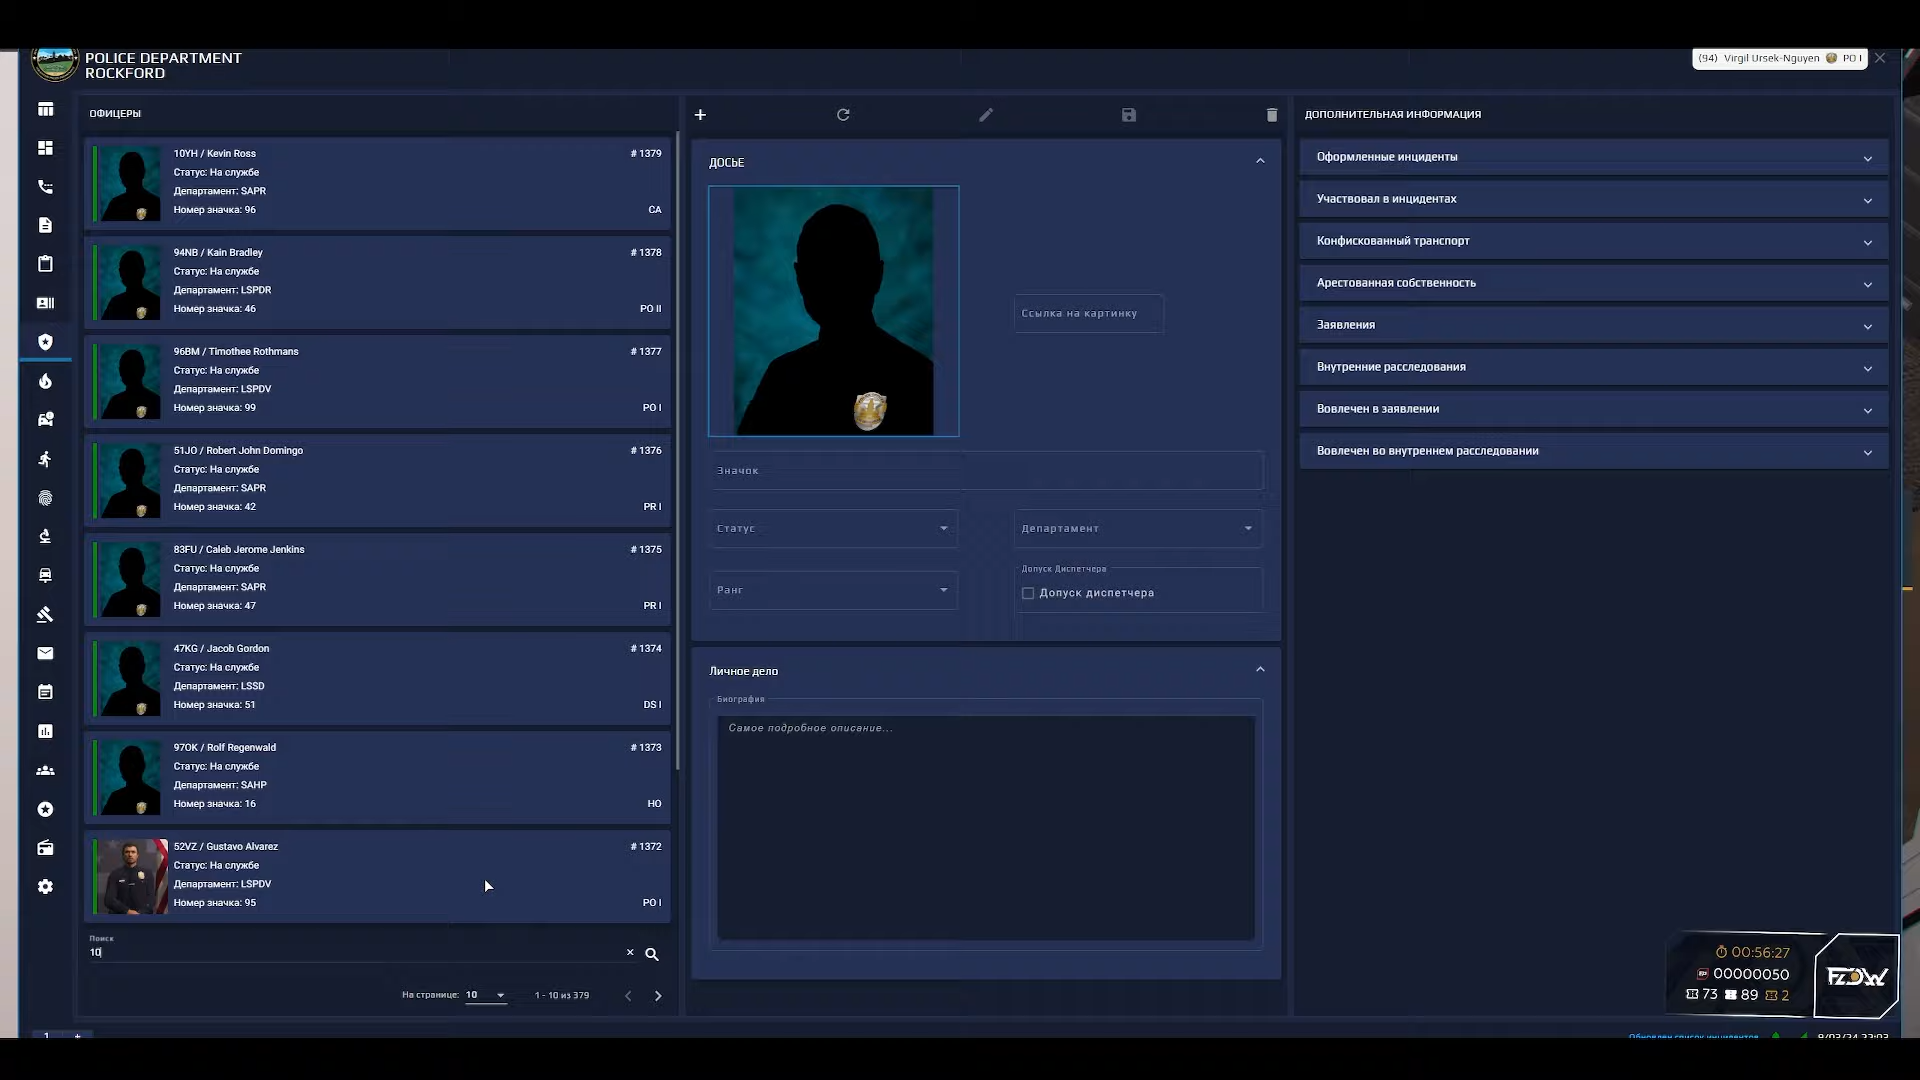 POLICE DEPARTMENT
ROCKFORD
(94) Virgil Ursek-Nguyen PO I
ОФИЦЕРЫ
10YH / Kevin Ross # 1379
Статус: На службе
Департамент: SAPR
Номер значка: 96 CA
94NB / Kain Bradley # 1378
Статус: На службе
Департамент: LSPDR
Номер значка: 46 PO II
96BM / Timothee Rothmans # 1377
Статус: На службе
Департамент: LSPDV
Номер значка: 99 PO I
51JO / Robert John Domingo # 1376
Статус: На службе
Департамент: SAPR
Номер значка: 42 PR I
83FU / Caleb Jerome Jenkins # 1375
Статус: На службе
Департамент: SAPR
Номер значка: 47 PR I
47KG / Jacob Gordon # 1374
Статус: На службе
Департамент: LSSD
Номер значка: 51 DS I
97OK / Rolf Regenwald # 1373
Статус: На службе
Департамент: SAHP
Номер значка: 16 HO
52VZ / Gustavo Alvarez # 1372
Статус: На службе
Департамент: LSPDV
Номер значка: 95 PO I
Поиск
10
На странице: 10 1 - 10 из 379
ДОСЬЕ
Ссылка на картинку
Значок
Статус
Департамент
Ранг
Допуск Диспетчера
Допуск диспетчера
Личное дело
Биография
Самое подробное описание...
ДОПОЛНИТЕЛЬНАЯ ИНФОРМАЦИЯ
Оформленные инциденты
Участвовал в инцидентах
Конфискованный транспорт
Арестованная собственность
Заявления
Внутренние расследования
Вовлечен в заявлении
Вовлечен во внутреннем расследовании
00:56:27
00000050
73 89 2
FLOW
Обновлен список инцидентов